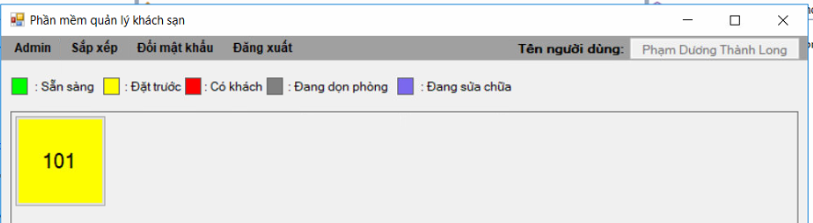 Phần mềm quản lý khách sạn
Admin Sắp xếp Đổi mật khẩu Đăng xuất Tên người dùng: Phạm Dương Thành Long
: Sẵn sàng : Đặt trước : Có khách : Đang dọn phòng : Đang sửa chữa
101